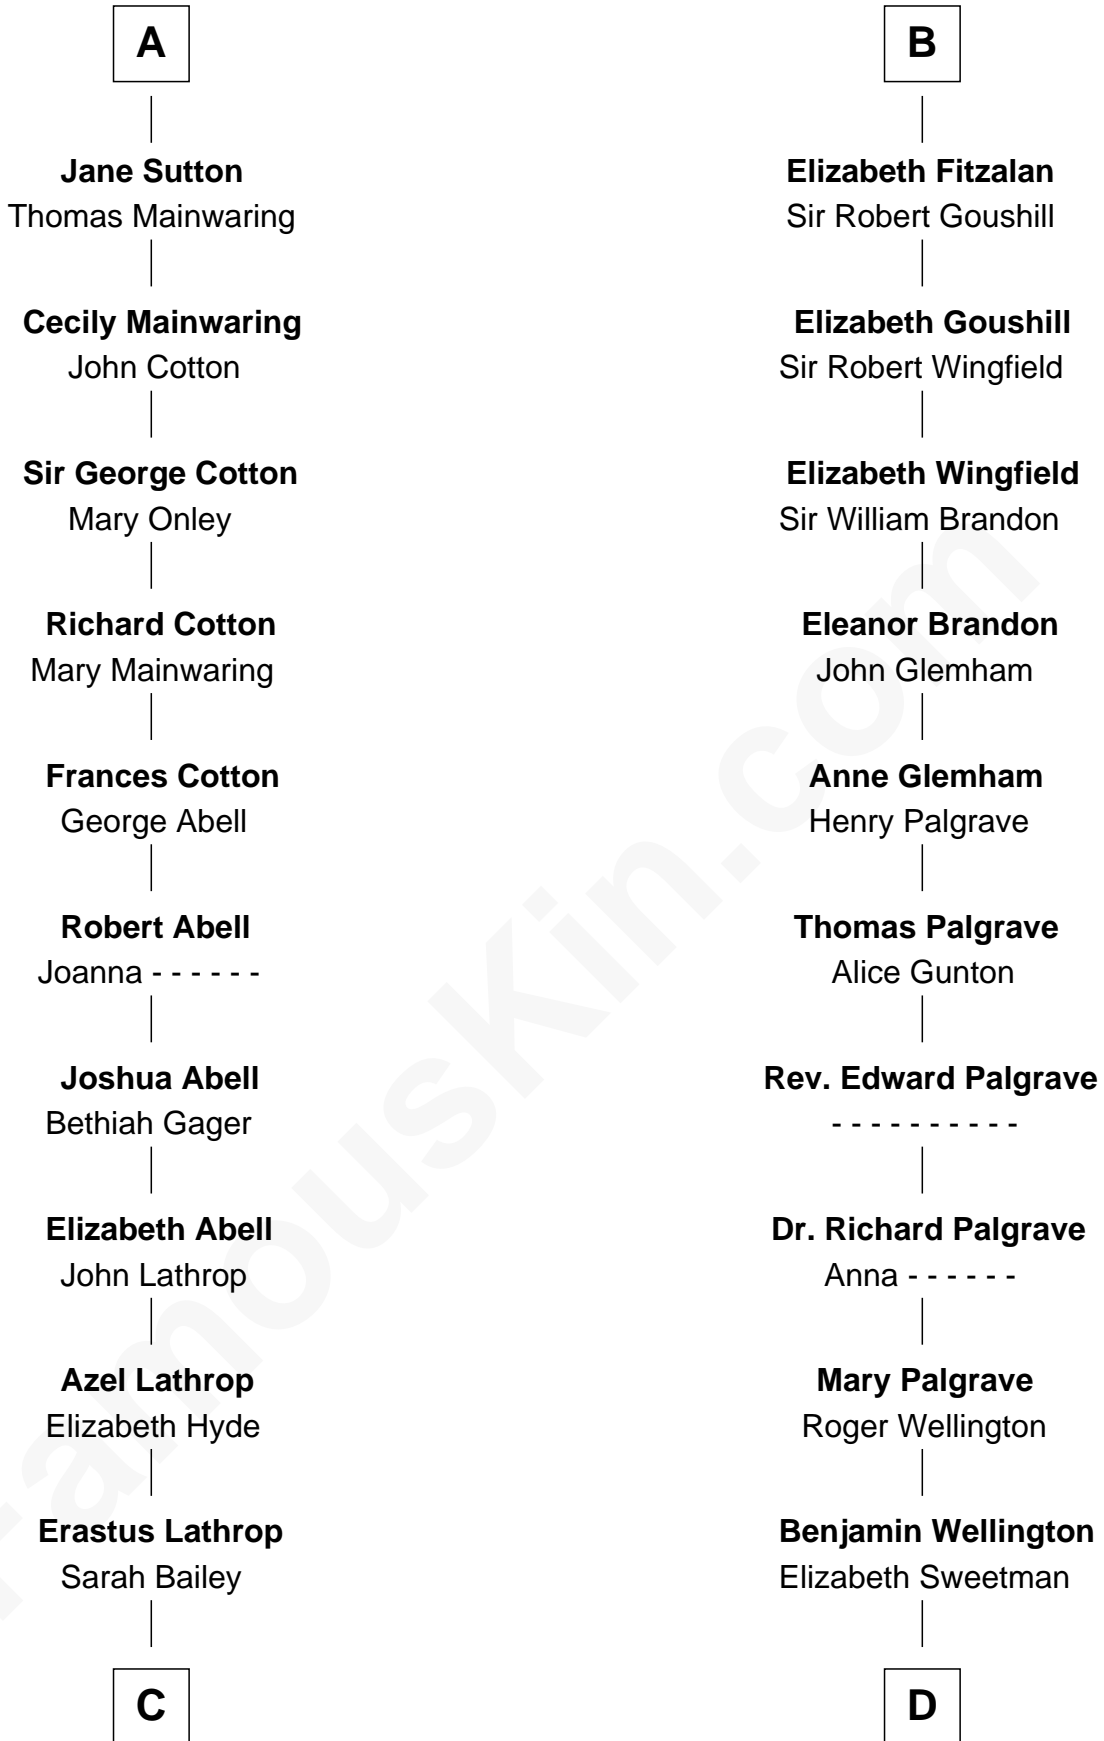 A
Jane Sutton
Thomas Mainwaring
Cecily Mainwaring
John Cotton
Sir George Cotton
Mary Onley
Richard Cotton
Mary Mainwaring
Frances Cotton
George Abell
Robert Abell
Joanna - - - - - -
Joshua Abell
Bethiah Gager
Elizabeth Abell
John Lathrop
Azel Lathrop
Elizabeth Hyde
Erastus Lathrop
Sarah Bailey
C
B
Elizabeth Fitzalan
Sir Robert Goushill
Elizabeth Goushill
Sir Robert Wingfield
Elizabeth Wingfield
Sir William Brandon
Eleanor Brandon
John Glemham
Anne Glemham
Henry Palgrave
Thomas Palgrave
Alice Gunton
Rev. Edward Palgrave
- - - - - - - - - -
Dr. Richard Palgrave
Anna - - - - - -
Mary Palgrave
Roger Wellington
Benjamin Wellington
Elizabeth Sweetman
D
FamousKin.com